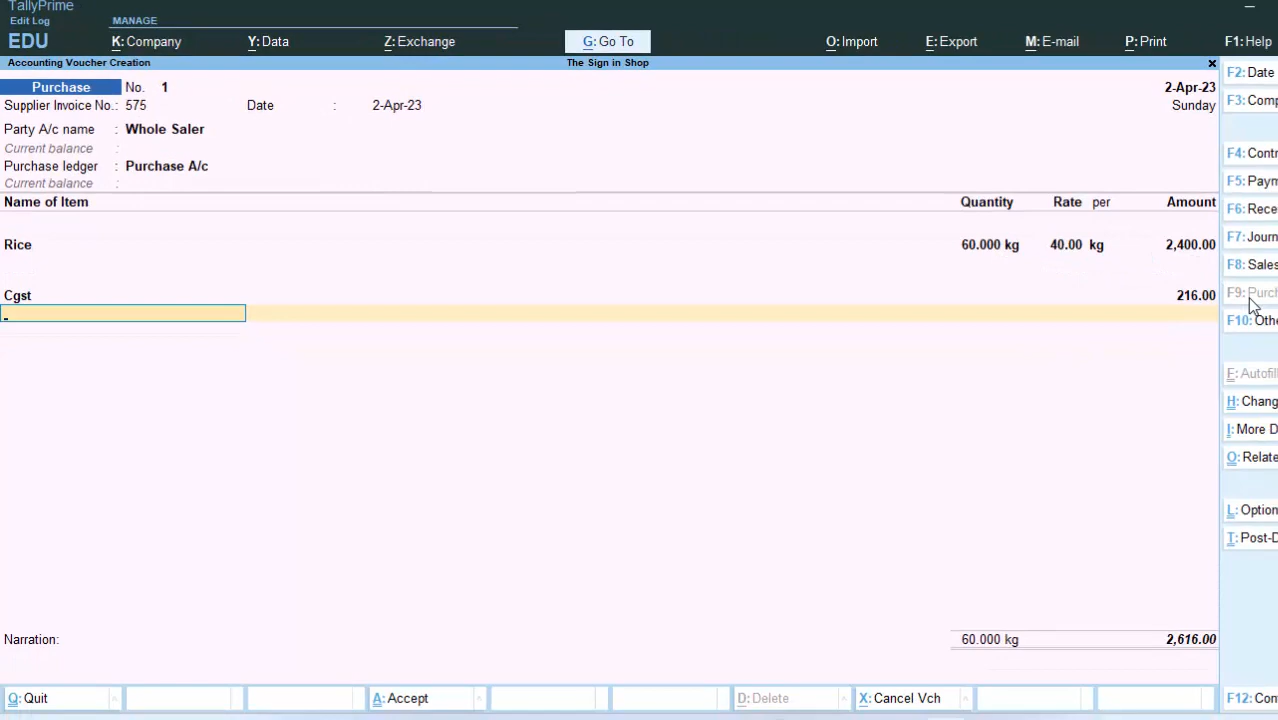 TallyPrime
Edit Log
MANAGE
EDU
K: Company
Y: Data
Z: Exchange
G: Go To
O: Import
E: Export
M: E-mail
P: Print
F1: Help
Accounting Voucher Creation
The Sign in Shop
Purchase No. 1 2-Apr-23
Supplier Invoice No.: 575 Date : 2-Apr-23 Sunday
Party A/c name : Whole Saler
Current balance :
Purchase ledger : Purchase A/c
Current balance :
Name of Item Quantity Rate per Amount
Rice 60.000 kg 40.00 kg 2,400.00
Cgst 216.00
Narration: 60.000 kg 2,616.00
F2: Date
F3: Comp
F4: Contr
F5: Paym
F6: Rece
F7: Journ
F8: Sales
F9: Purch
F10: Othe
F: Autofill
H: Chang
I: More D
O: Relate
L: Option
T: Post-D
Q: Quit
A: Accept
D: Delete
X: Cancel Vch
F12: Con